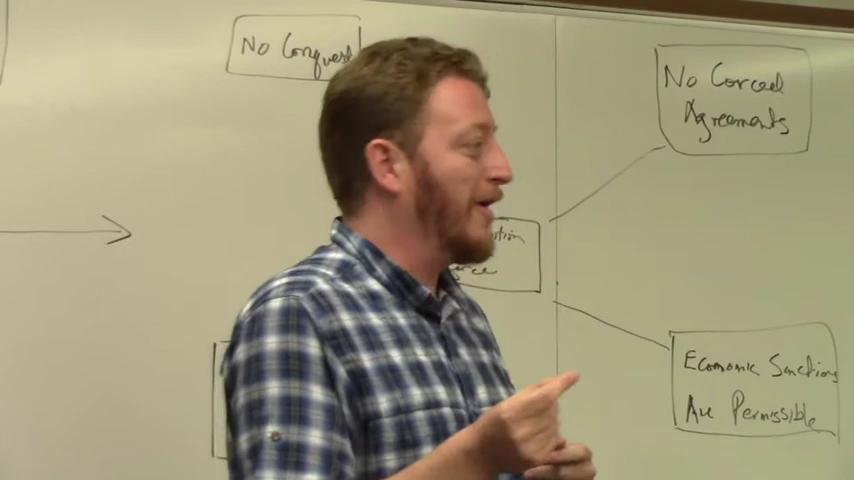 No Conquest
No Coerced
Agreements
Economic Sanctions
Are Permissible